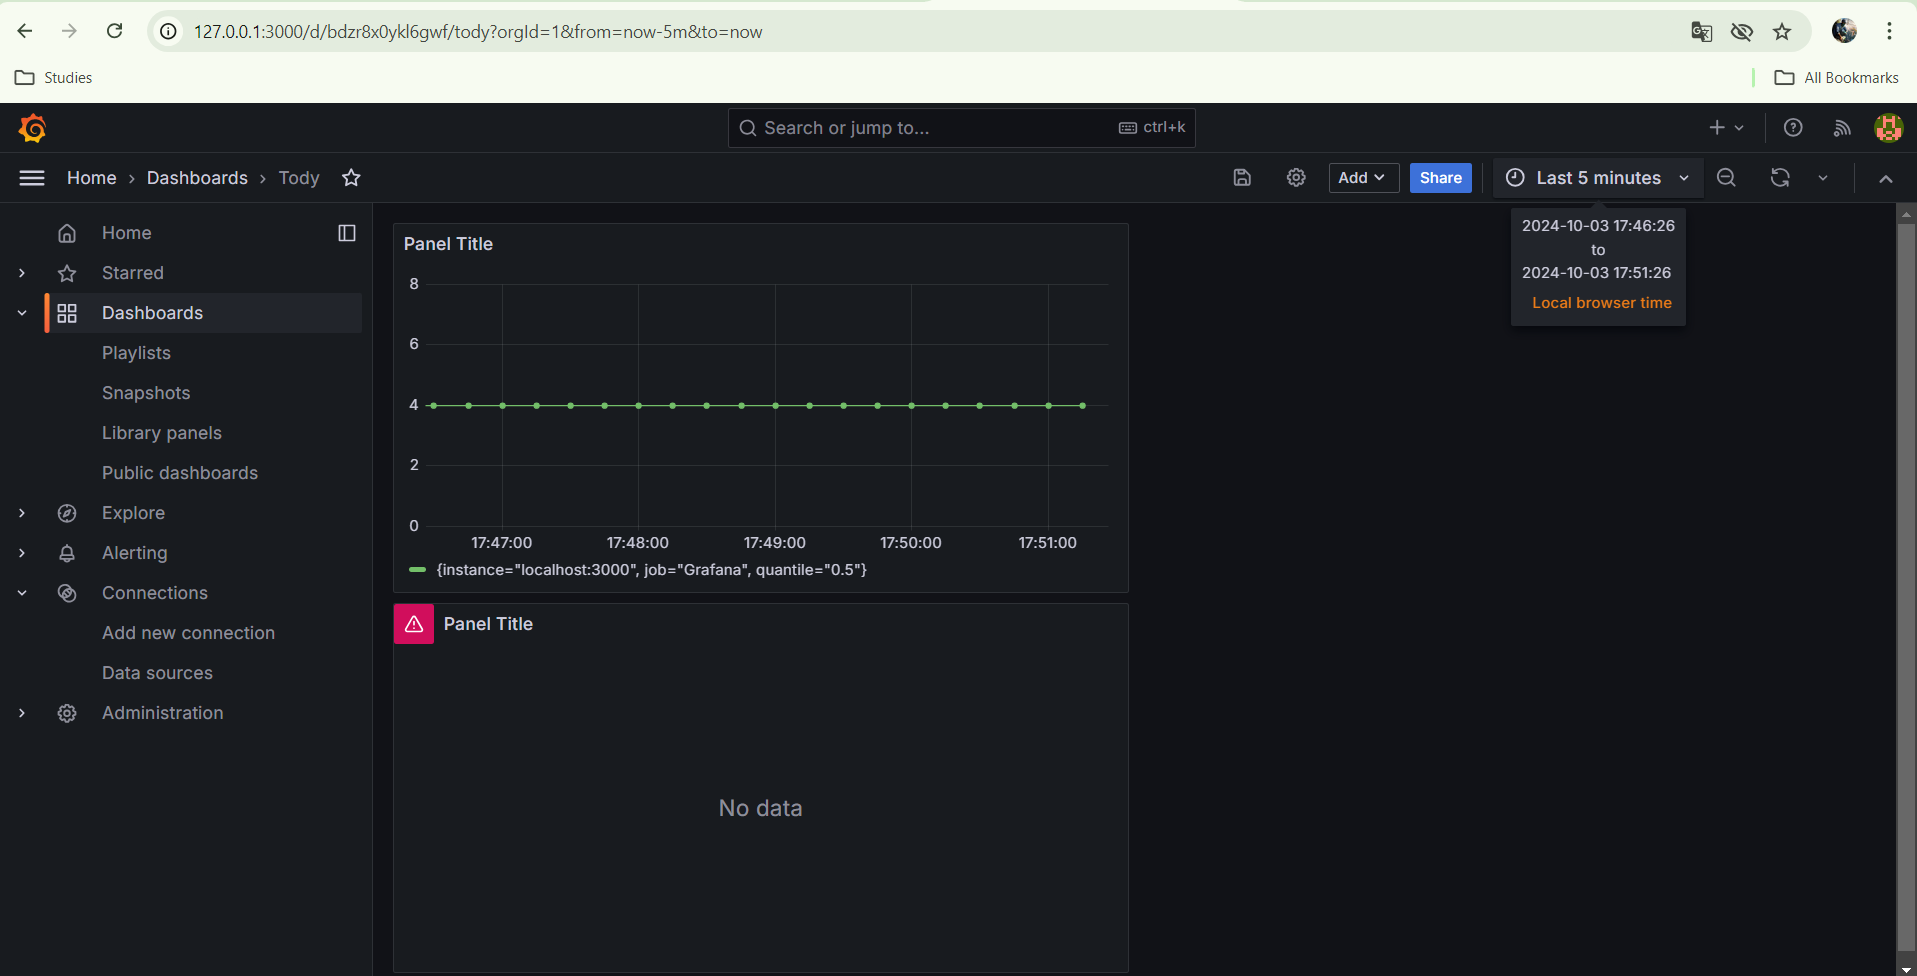 127.0.0.1:3000/d/bdzr8x0ykl6gwf/tody?orgId=1&from=now-5m&to=now
Studies
All Bookmarks
Search or jump to...
ctrl+k
Home › Dashboards › Tody
Add
Share
Last 5 minutes
2024-10-03 17:46:26
to
2024-10-03 17:51:26
Local browser time
Home
Starred
Dashboards
Playlists
Snapshots
Library panels
Public dashboards
Explore
Alerting
Connections
Add new connection
Data sources
Administration
Panel Title
8
6
4
2
0
17:47:00 17:48:00 17:49:00 17:50:00 17:51:00
{instance="localhost:3000", job="Grafana", quantile="0.5"}
Panel Title
No data